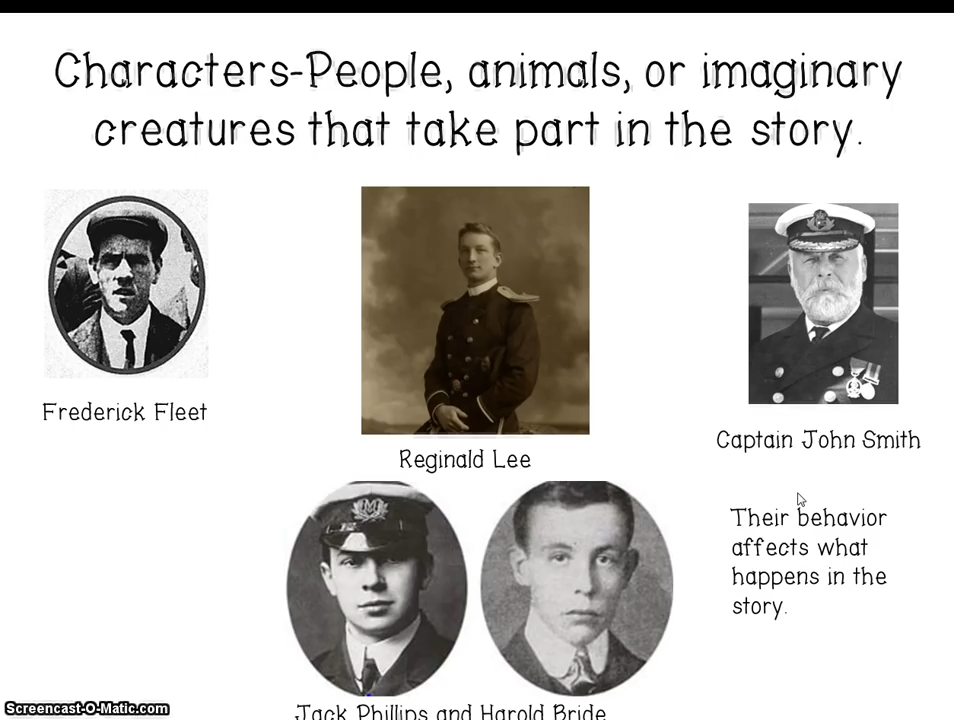 Characters-People, animals, or imaginary
creatures that take part in the story.
Frederick Fleet
Reginald Lee
Captain John Smith
Their behavior
affects what
happens in the
story.
Jack Phillips and Harold Bride
Screencast-O-Matic.com